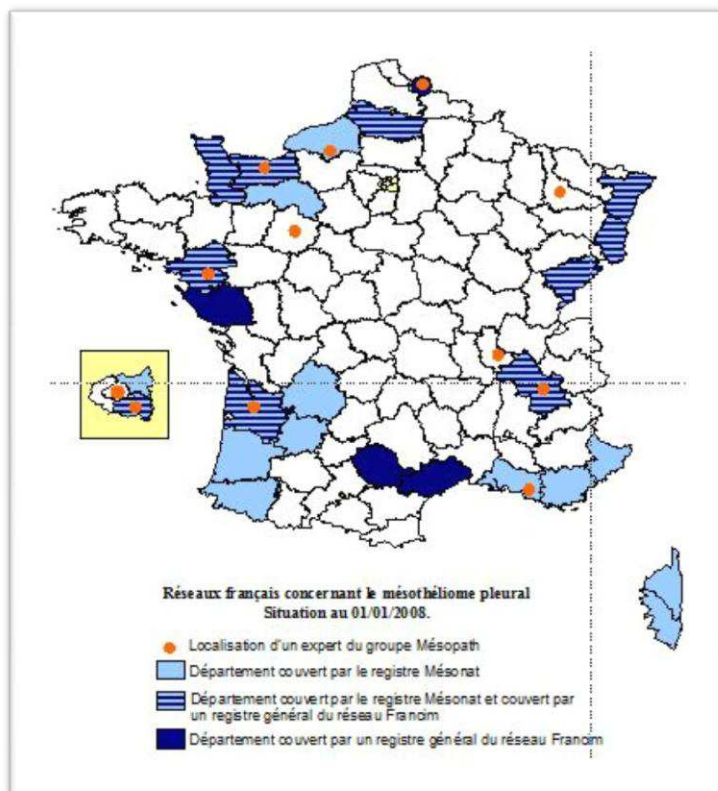 Réseaux français concernant le mésothéliome pleural
Situation au 01/01/2008.
Localisation d'un expert du groupe Mésopath
Département couvert par le registre Mésonat
Département couvert par le registre Mésonat et couvert par
un registre général du réseau Francim
Département couvert par un registre général du réseau Francim